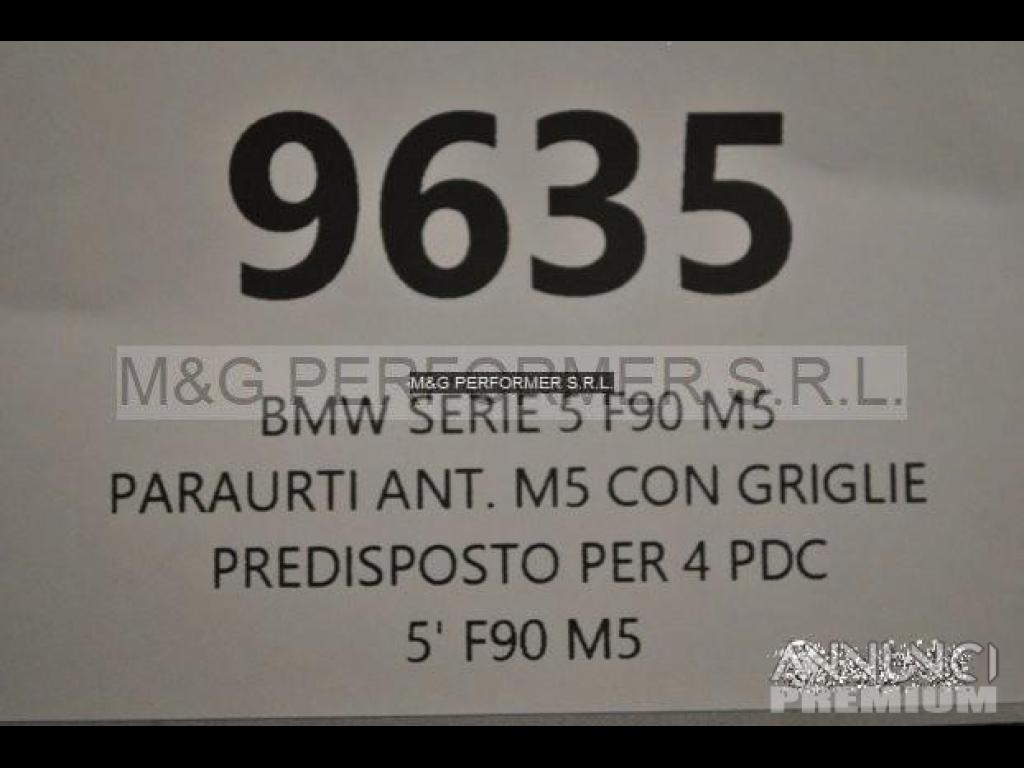 9635
M&G PERFORMER S.R.L.
M&G PERFORMER S.R.L.
BMW SERIE 5 F90 M5
PARAURTI ANT. M5 CON GRIGLIE
PREDISPOSTO PER 4 PDC
5' F90 M5
ANNUNCI
PREMIUM